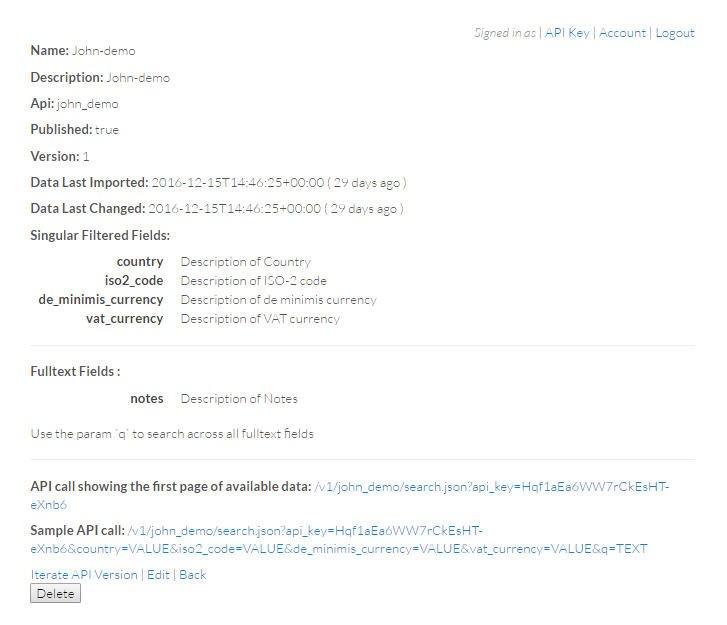 Signed in as | API Key | Account | Logout
Name: John-demo
Description: John-demo
Api: john_demo
Published: true
Version: 1
Data Last Imported: 2016-12-15T14:46:25+00:00 ( 29 days ago )
Data Last Changed: 2016-12-15T14:46:25+00:00 ( 29 days ago )
Singular Filtered Fields:
country Description of Country
iso2_code Description of ISO-2 code
de_minimis_currency Description of de minimis currency
vat_currency Description of VAT currency
Fulltext Fields :
notes Description of Notes
Use the param `q` to search across all fulltext fields
API call showing the first page of available data: /v1/john_demo/search.json?api_key=Hqf1aEa6WW7rCkEsHT-
eXnb6
Sample API call: /v1/john_demo/search.json?api_key=Hqf1aEa6WW7rCkEsHT-
eXnb6&country=VALUE&iso2_code=VALUE&de_minimis_currency=VALUE&vat_currency=VALUE&q=TEXT
Iterate API Version | Edit | Back
Delete